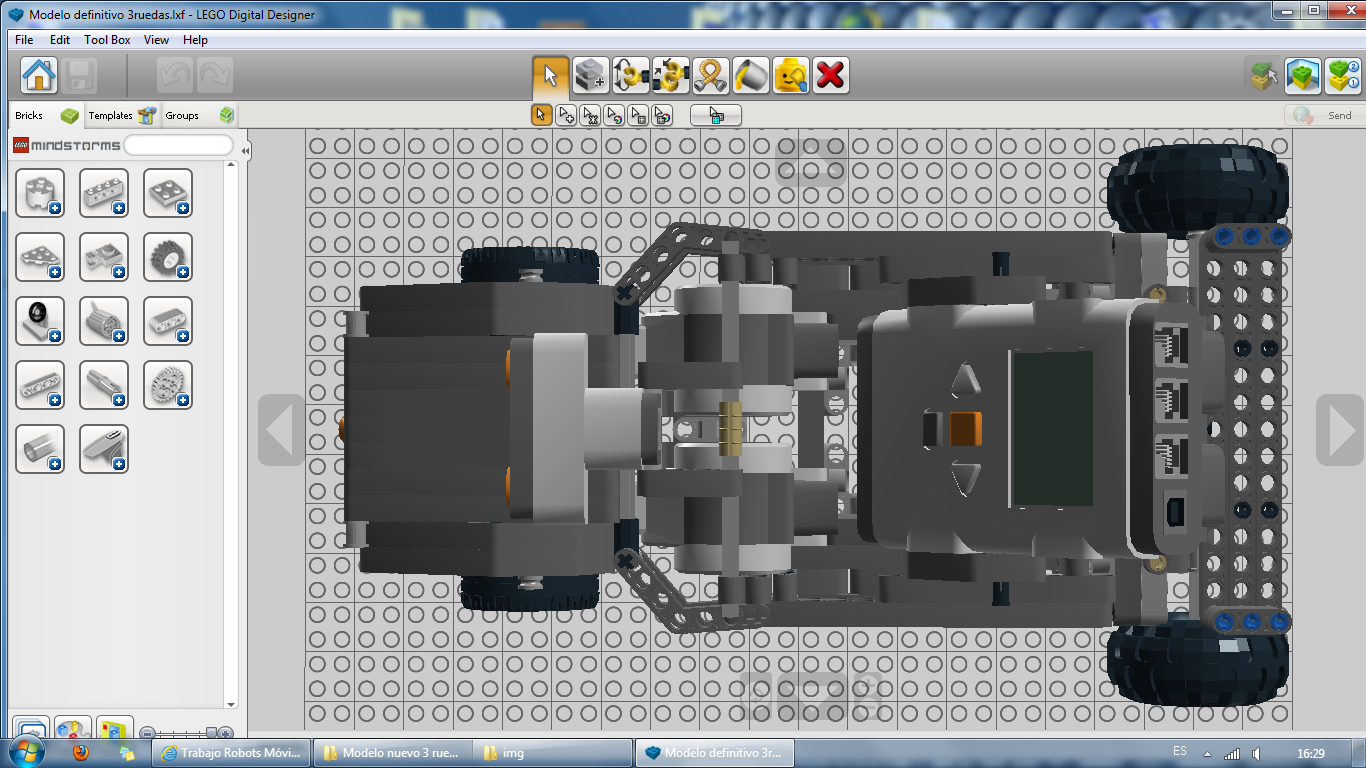 Modelo definitivo 3ruedas.lxf - LEGO Digital Designer
File Edit Tool Box View Help
Bricks Templates Groups
Send
LEGO mindstorms
Trabajo Robots Móvi...
Modelo nuevo 3 rue...
img
Modelo definitivo 3r...
ES
16:29